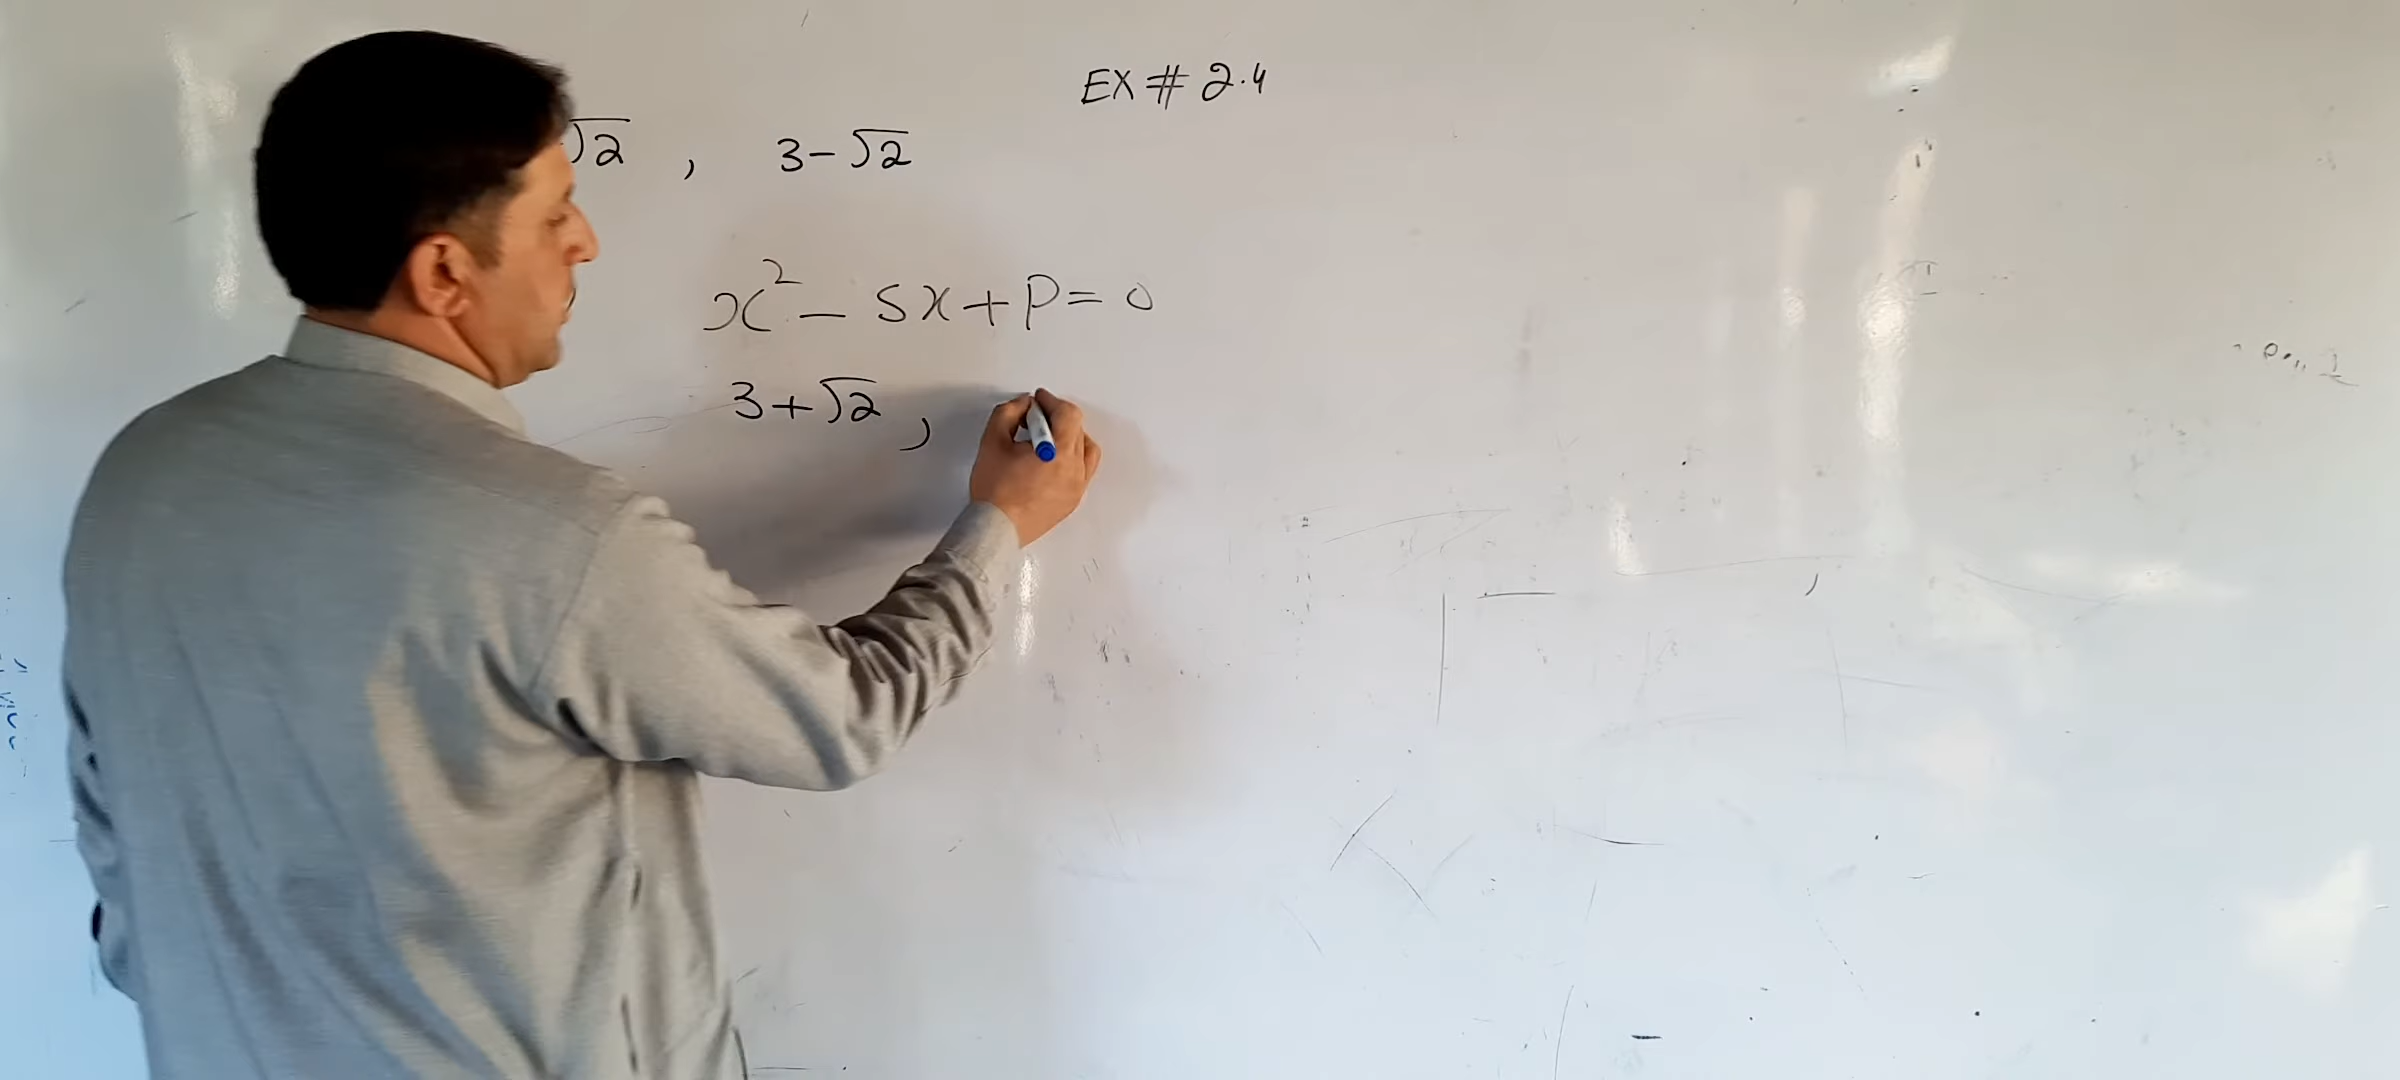 EX # 2.4
√2 , 3-√2
x² - Sx + P = 0
3+√2 ,